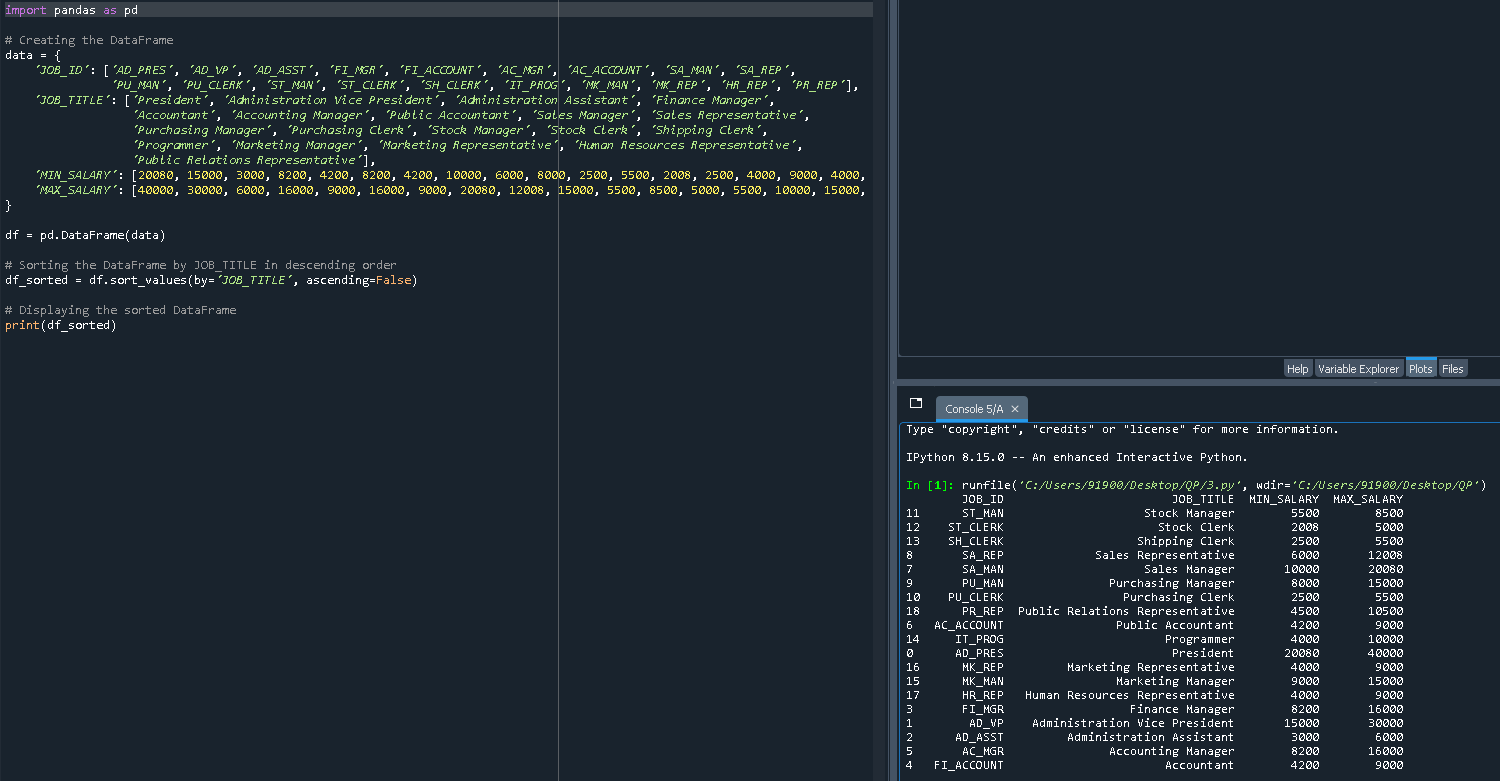 import pandas as pd
# Creating the DataFrame
data = {
'JOB_ID': ['AD_PRES', 'AD_VP', 'AD_ASST', 'FI_MGR', 'FI_ACCOUNT', 'AC_MGR', 'AC_ACCOUNT', 'SA_MAN', 'SA_REP',
'PU_MAN', 'PU_CLERK', 'ST_MAN', 'ST_CLERK', 'SH_CLERK', 'IT_PROG', 'MK_MAN', 'MK_REP', 'HR_REP', 'PR_REP'],
'JOB_TITLE': ['President', 'Administration Vice President', 'Administration Assistant', 'Finance Manager',
'Accountant', 'Accounting Manager', 'Public Accountant', 'Sales Manager', 'Sales Representative',
'Purchasing Manager', 'Purchasing Clerk', 'Stock Manager', 'Stock Clerk', 'Shipping Clerk',
'Programmer', 'Marketing Manager', 'Marketing Representative', 'Human Resources Representative',
'Public Relations Representative'],
'MIN_SALARY': [20080, 15000, 3000, 8200, 4200, 8200, 4200, 10000, 6000, 8000, 2500, 5500, 2008, 2500, 4000, 9000, 4000,
'MAX_SALARY': [40000, 30000, 6000, 16000, 9000, 16000, 9000, 20080, 12008, 15000, 5500, 8500, 5000, 5500, 10000, 15000,
}
df = pd.DataFrame(data)
# Sorting the DataFrame by JOB_TITLE in descending order
df_sorted = df.sort_values(by='JOB_TITLE', ascending=False)
# Displaying the sorted DataFrame
print(df_sorted)
Help Variable Explorer Plots Files
Console 5/A ×
Type "copyright", "credits" or "license" for more information.
IPython 8.15.0 -- An enhanced Interactive Python.
In [1]: runfile('C:/Users/91900/Desktop/QP/3.py', wdir='C:/Users/91900/Desktop/QP')
JOB_ID JOB_TITLE MIN_SALARY MAX_SALARY
11 ST_MAN Stock Manager 5500 8500
12 ST_CLERK Stock Clerk 2008 5000
13 SH_CLERK Shipping Clerk 2500 5500
8 SA_REP Sales Representative 6000 12008
7 SA_MAN Sales Manager 10000 20080
9 PU_MAN Purchasing Manager 8000 15000
10 PU_CLERK Purchasing Clerk 2500 5500
18 PR_REP Public Relations Representative 4500 10500
6 AC_ACCOUNT Public Accountant 4200 9000
14 IT_PROG Programmer 4000 10000
0 AD_PRES President 20080 40000
16 MK_REP Marketing Representative 4000 9000
15 MK_MAN Marketing Manager 9000 15000
17 HR_REP Human Resources Representative 4000 9000
3 FI_MGR Finance Manager 8200 16000
1 AD_VP Administration Vice President 15000 30000
2 AD_ASST Administration Assistant 3000 6000
5 AC_MGR Accounting Manager 8200 16000
4 FI_ACCOUNT Accountant 4200 9000